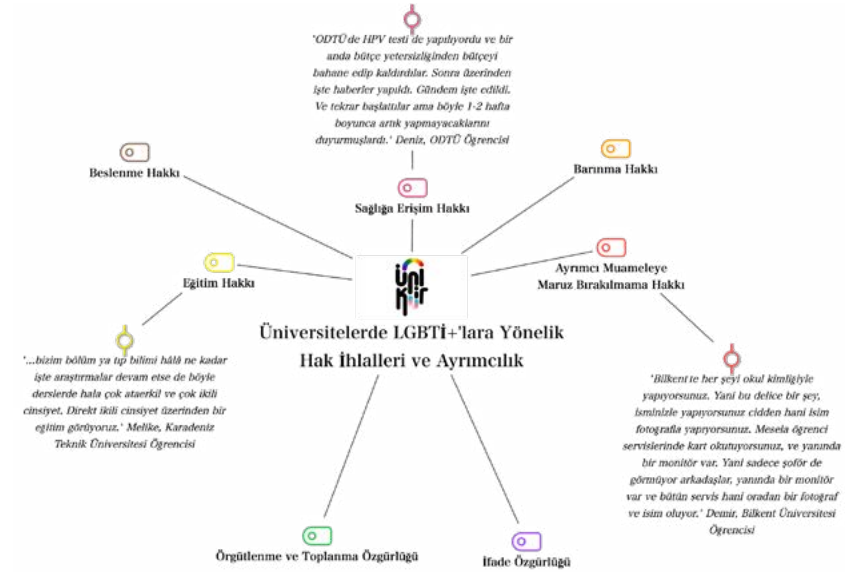 'ODTÜ'de HPV testi de yapılıyordu ve bir
anda bütçe yetersizliğinden bütçeyi
bahane edip kaldırdılar. Sonra üzerinden
işte haberler yapıldı. Gündem işte edildi.
Ve tekrar başlattılar ama böyle 1-2 hafta
boyunca artık yapmayacaklarını
duyurmuşlardı.' Deniz, ODTÜ Öğrencisi
Beslenme Hakkı
Barınma Hakkı
Sağlığa Erişim Hakkı
Eğitim Hakkı
Ayrımcı Muameleye
Maruz Bırakılmama Hakkı
üni
Kuir
Üniversitelerde LGBTİ+'lara Yönelik
Hak İhlalleri ve Ayrımcılık
'...bizim bölüm ya tıp bilimi hâlâ ne kadar
işte araştırmalar devam etse de böyle
derslerde hala çok ataerkil ve çok ikili
cinsiyet. Direkt ikili cinsiyet üzerinden bir
eğitim görüyoruz.' Melike, Karadeniz
Teknik Üniversitesi Öğrencisi
'Bilkent'te her şeyi okul kimliğiyle
yapıyorsunuz. Yani bu delice bir şey,
isminizle yapıyorsunuz cidden hani isim
fotoğrafla yapıyorsunuz. Mesela öğrenci
servislerinde kart okutuyorsunuz, ve yanında
bir monitör var. Yani sadece şoför de
görmüyor arkadaşlar, yanında bir monitör
var ve bütün servis hani oradan bir fotoğraf
ve isim oluyor.' Demir, Bilkent Üniversitesi
Öğrencisi
Örgütlenme ve Toplanma Özgürlüğü
İfade Özgürlüğü